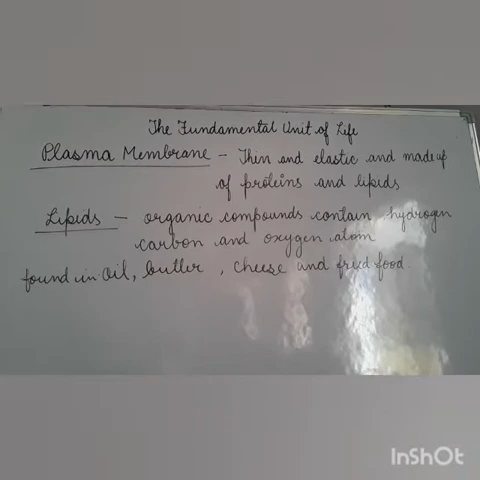 The Fundamental Unit of Life
Plasma Membrane - Thin and elastic and made up
of proteins and lipids
Lipids - organic compounds contain hydrogen
carbon and oxygen atom
found in oil, butter, cheese and fried food.
InShOt